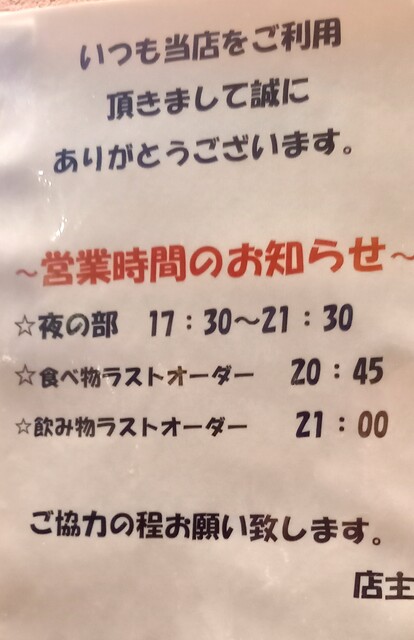 いつも当店をご利用
頂きまして誠に
ありがとうございます。
～営業時間のお知らせ～
☆夜の部 17：30～21：30
☆食べ物ラストオーダー 20：45
☆飲み物ラストオーダー 21：00
ご協力の程お願い致します。
店主